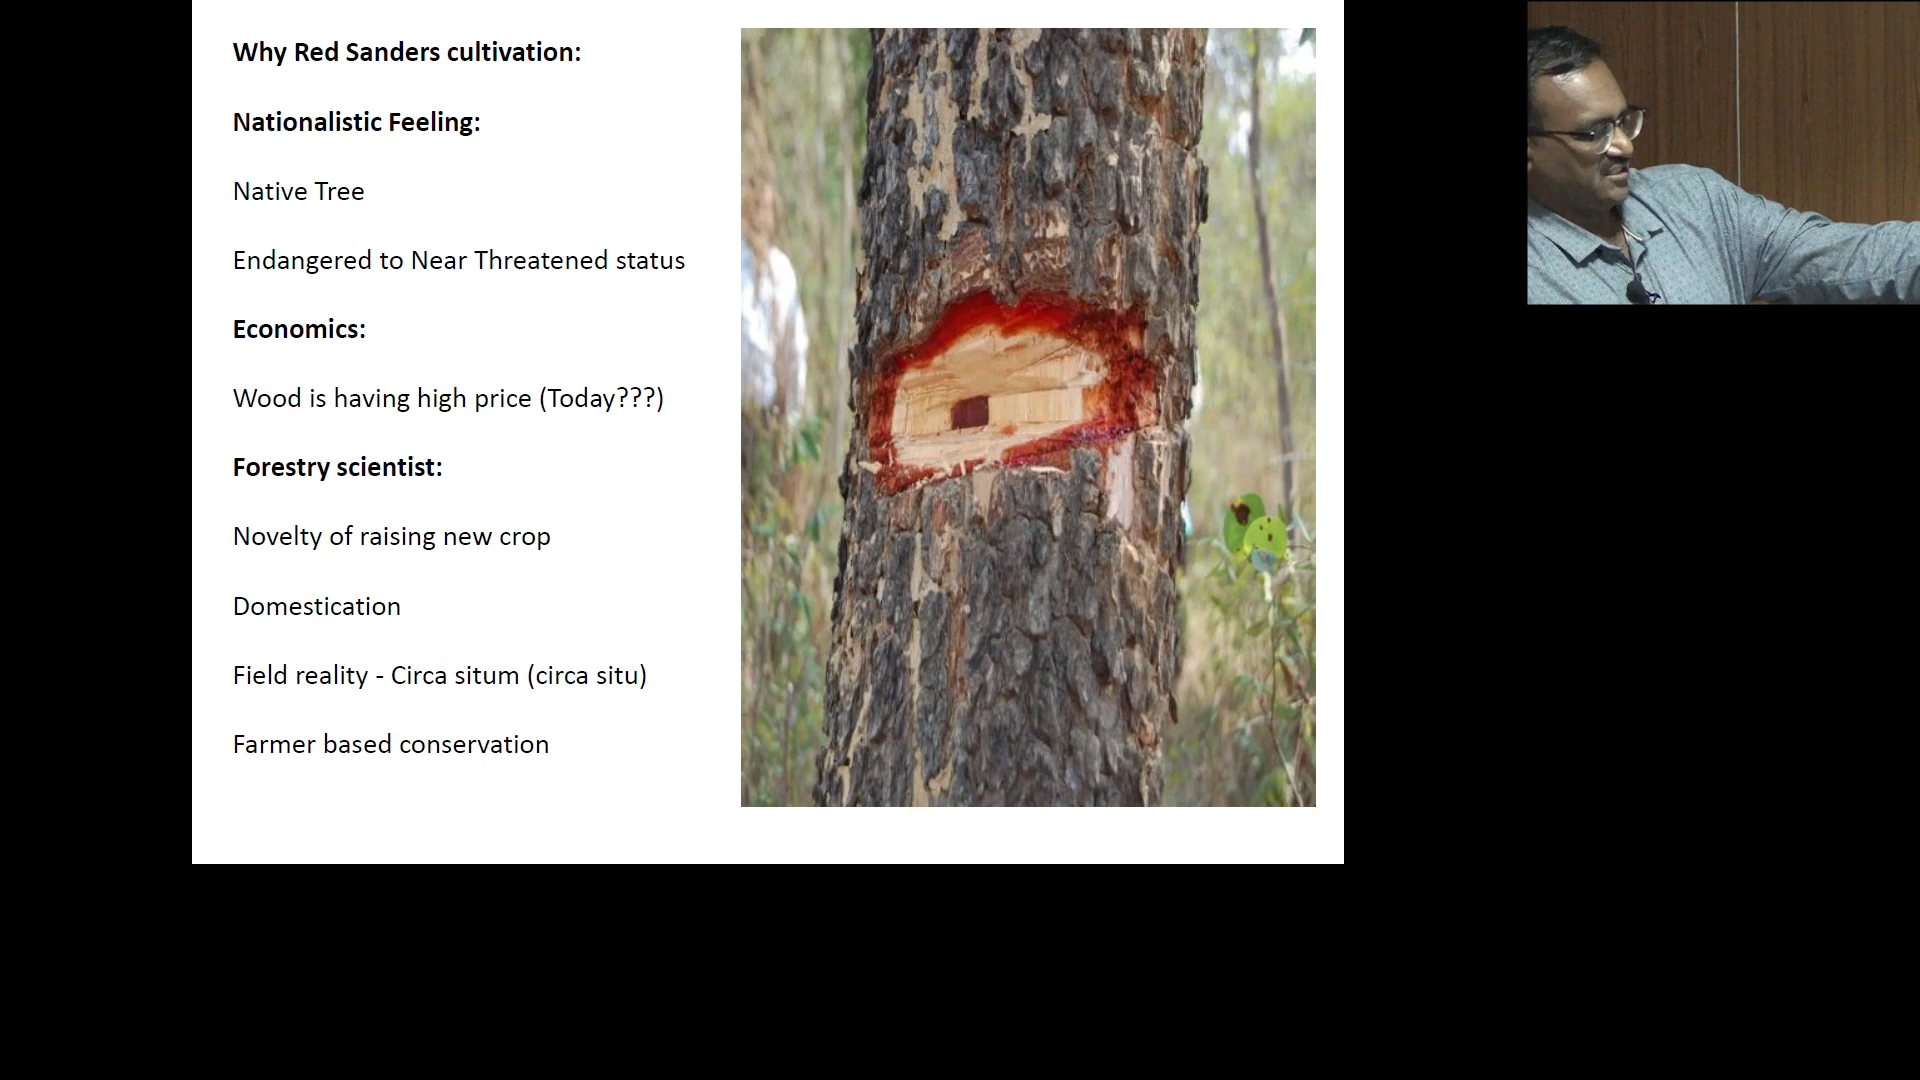 Why Red Sanders cultivation:
Nationalistic Feeling:
Native Tree
Endangered to Near Threatened status
Economics:
Wood is having high price (Today???)
Forestry scientist:
Novelty of raising new crop
Domestication
Field reality - Circa situm (circa situ)
Farmer based conservation